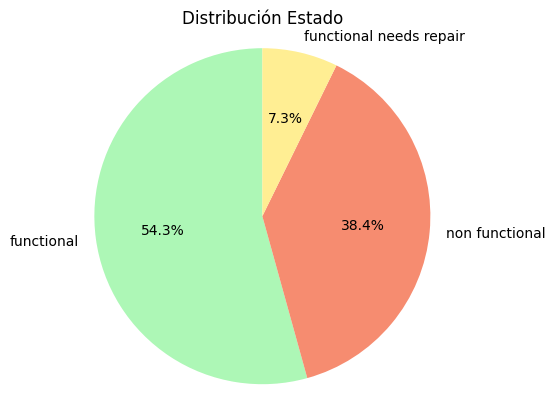 Distribución Estado
functional needs repair
7.3%
54.3%
38.4%
functional
non functional